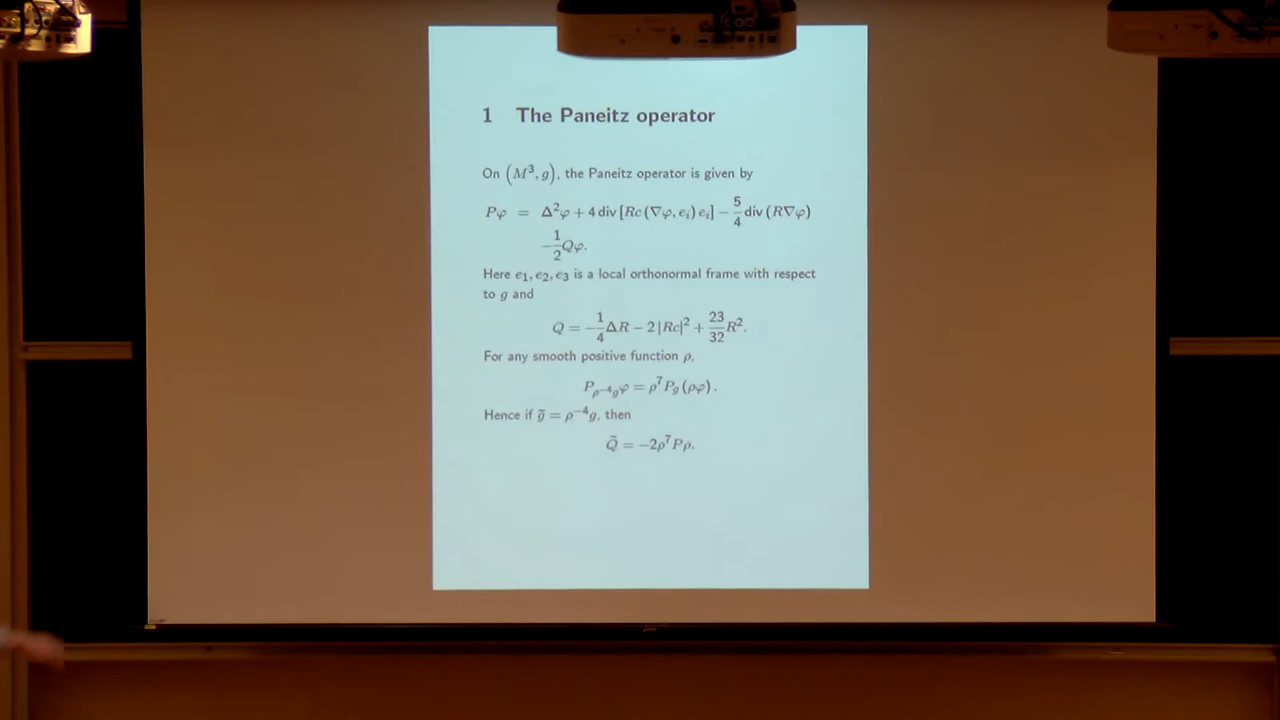 1 The Paneitz operator
On (M³, g), the Paneitz operator is given by
Pφ = Δ²φ + 4 div [Rc (∇φ, eᵢ) eᵢ] − 5/4 div (R∇φ)
−1/2 Qφ.
Here e₁, e₂, e₃ is a local orthonormal frame with respect
to g and
Q = −1/4 ΔR − 2 |Rc|² + 23/32 R².
For any smooth positive function ρ,
P_{ρ⁻⁴g}φ = ρ⁷P_g (ρφ).
Hence if g̃ = ρ⁻⁴g, then
Q̃ = −2ρ⁷Pρ.